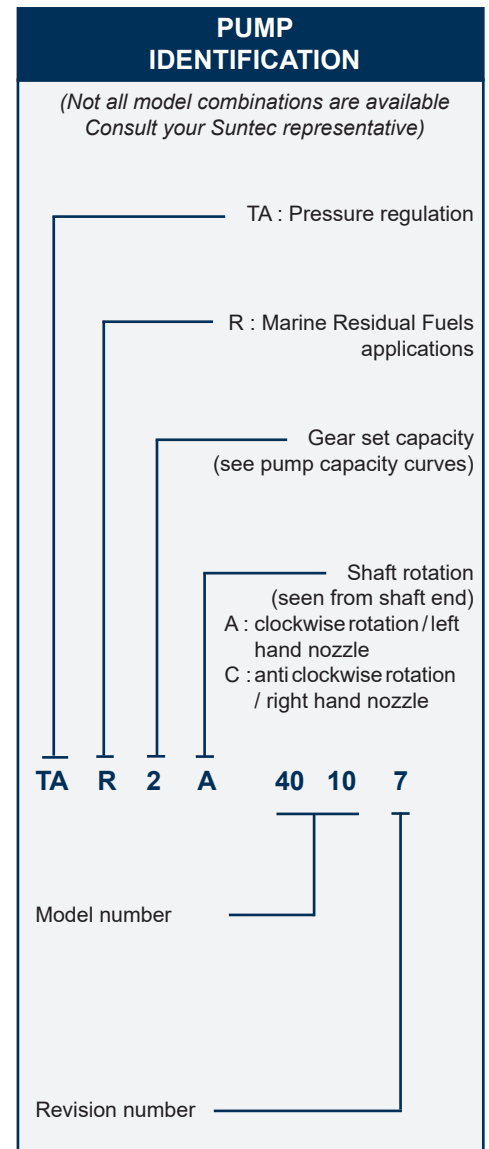 PUMP
IDENTIFICATION
(Not all model combinations are available
Consult your Suntec representative)
TA : Pressure regulation
R : Marine Residual Fuels
applications
Gear set capacity
(see pump capacity curves)
Shaft rotation
(seen from shaft end)
A : clockwise rotation / left
hand nozzle
C : anti clockwise rotation
/ right hand nozzle
TA R 2 A 40 10 7
Model number
Revision number